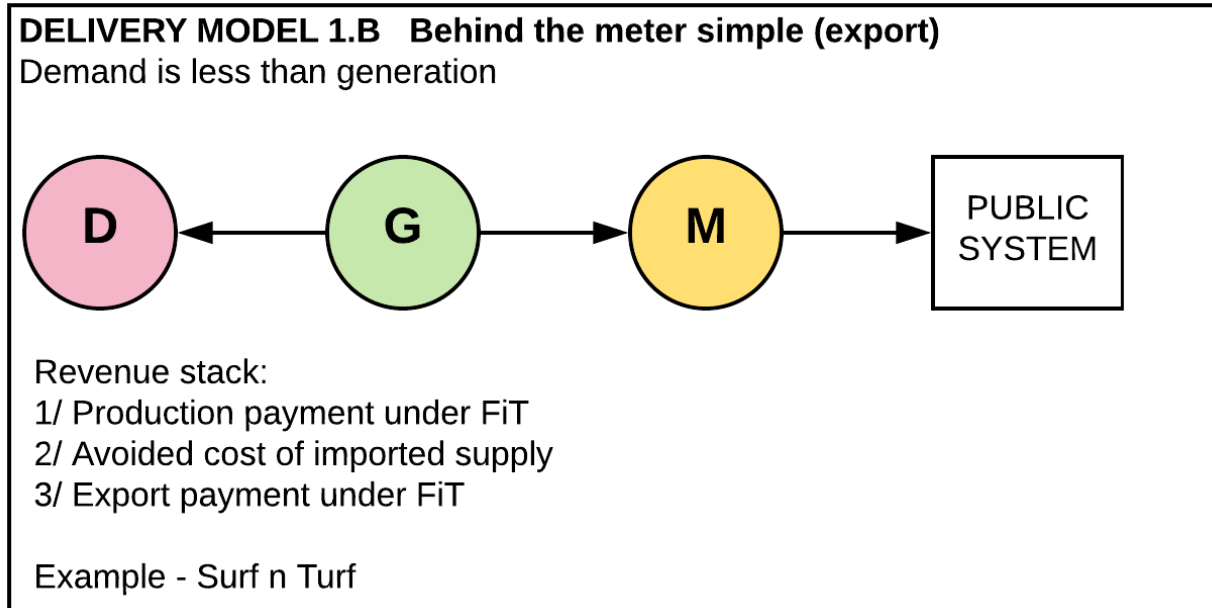 DELIVERY MODEL 1.B Behind the meter simple (export)
Demand is less than generation
D
G
M
PUBLIC
SYSTEM
Revenue stack:
1/ Production payment under FiT
2/ Avoided cost of imported supply
3/ Export payment under FiT
Example - Surf n Turf